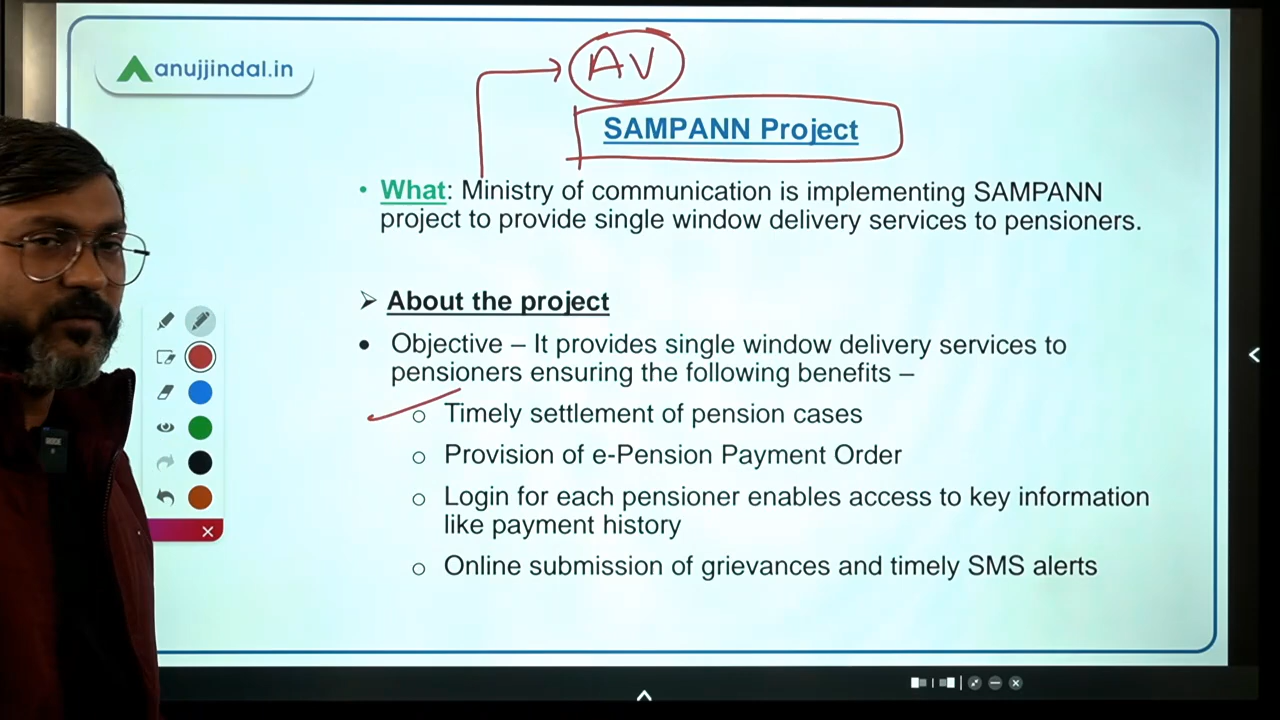 anujjindal.in
AV
SAMPANN Project
• What: Ministry of communication is implementing SAMPANN
project to provide single window delivery services to pensioners.
➢ About the project
• Objective – It provides single window delivery services to
pensioners ensuring the following benefits –
o Timely settlement of pension cases
o Provision of e-Pension Payment Order
o Login for each pensioner enables access to key information
like payment history
o Online submission of grievances and timely SMS alerts